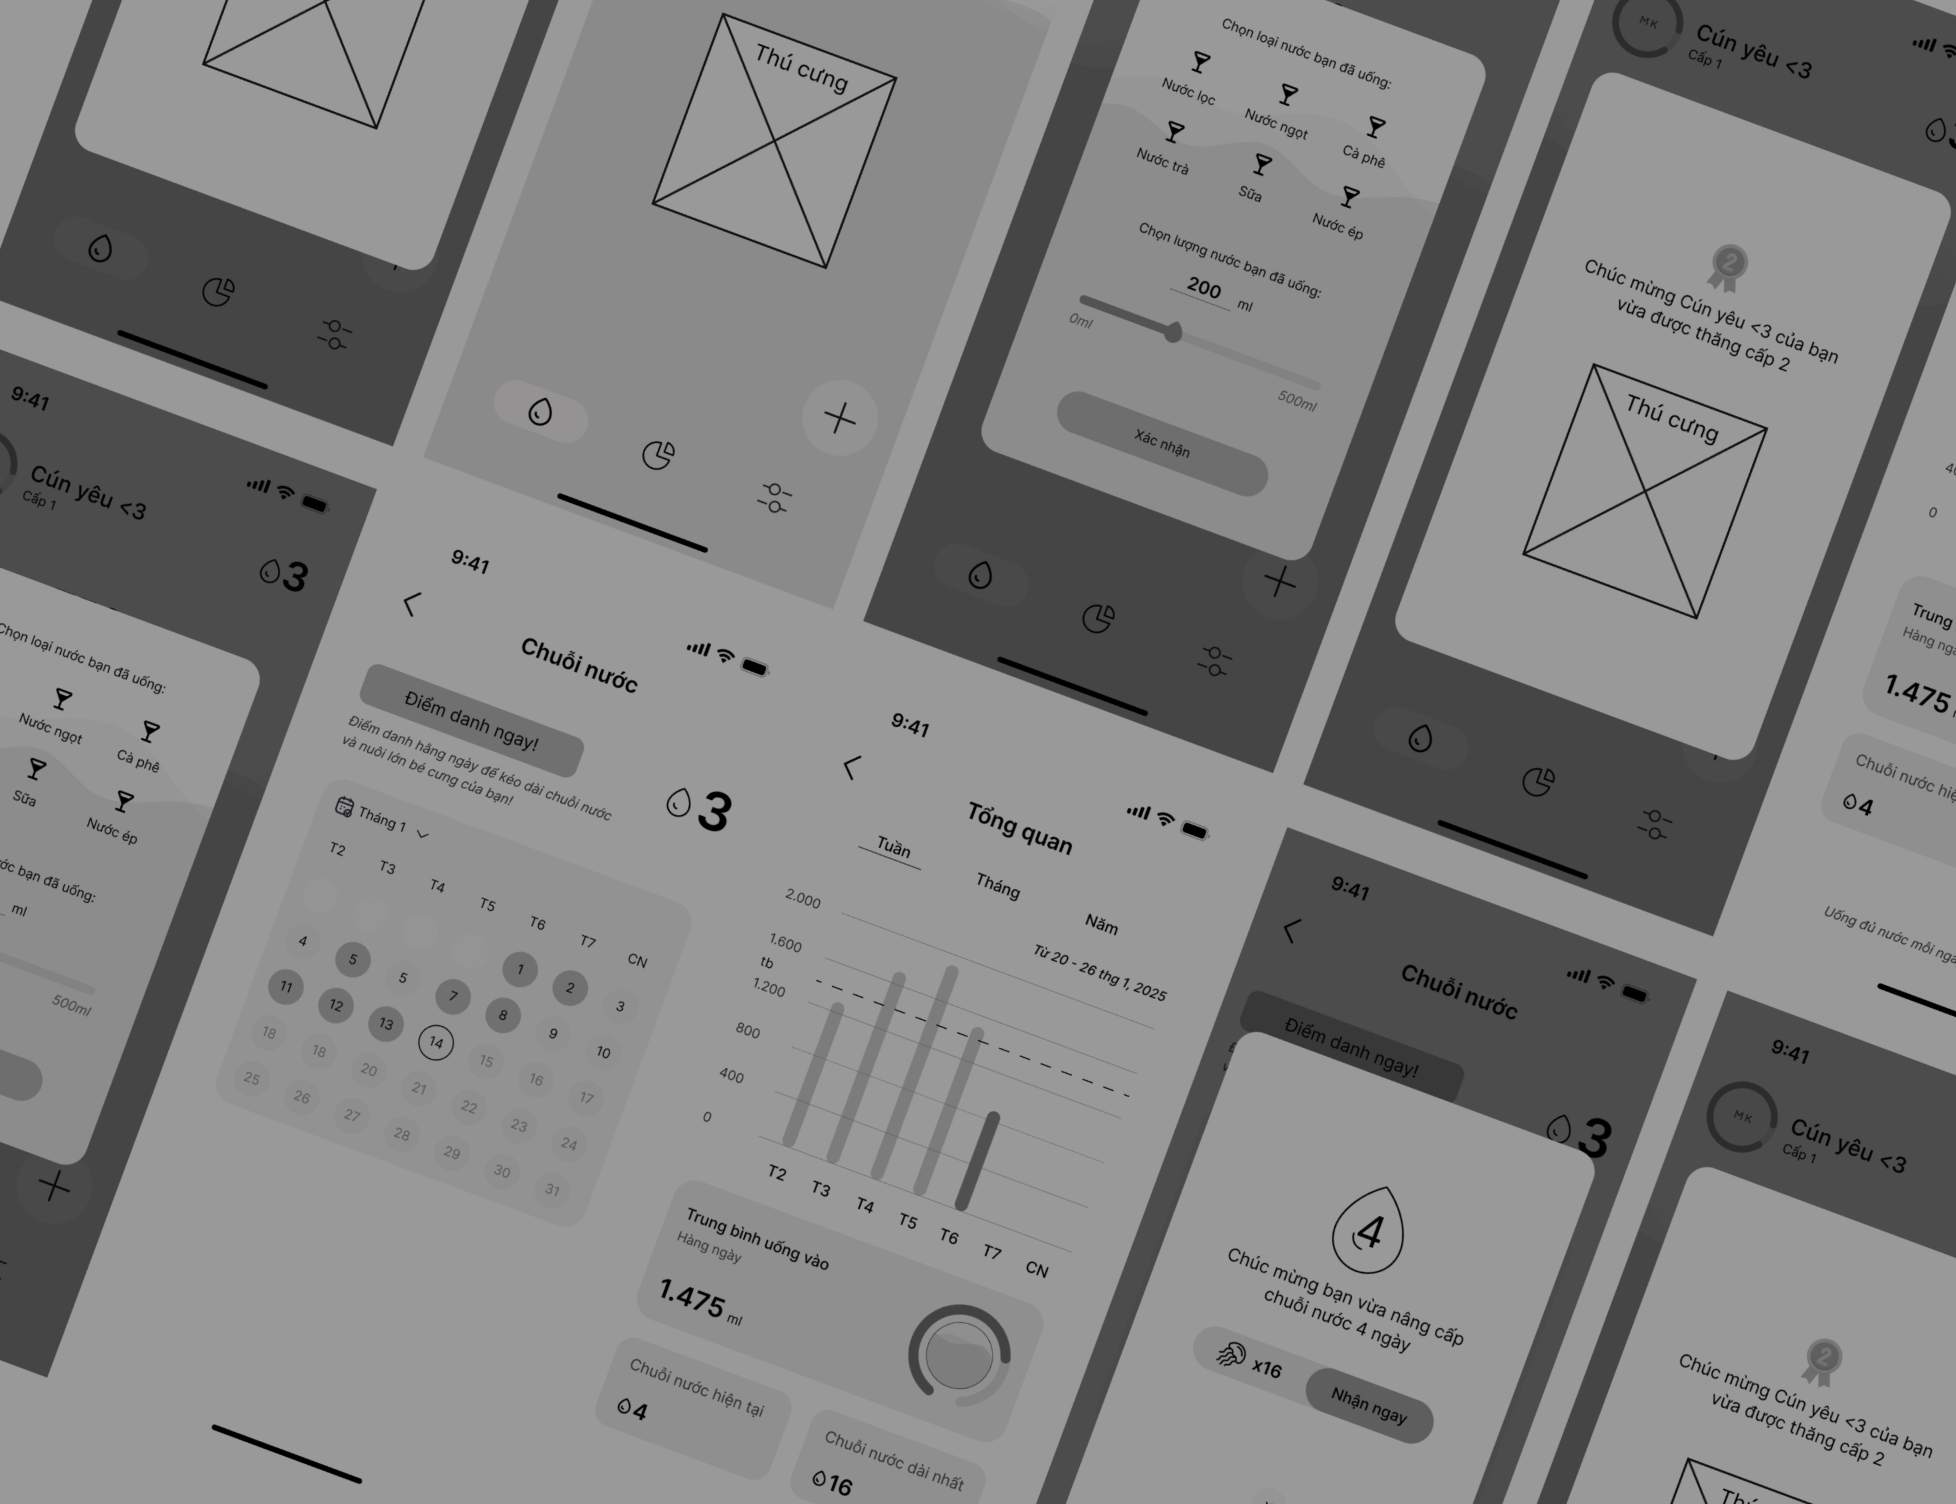 Thú cưng
Chọn loại nước bạn đã uống:
Nước lọc
Nước ngọt
Cà phê
Nước trà
Sữa
Nước ép
Chọn lượng nước bạn đã uống:
200 ml
0ml
500ml
Xác nhận
MK
Cún yêu <3
Cấp 1
2
Chúc mừng Cún yêu <3 của bạn
vừa được thăng cấp 2
Thú cưng
0
Trung
1.475
4
9:41
Cún yêu <3
Cấp 1
3
Chọn loại nước bạn đã uống:
Nước ngọt
Cà phê
Sữa
Nước ép
bạn đã uống:
ml
500ml
9:41
Chuỗi nước
Điểm danh ngay!
Điểm danh hằng ngày để kéo dài chuỗi nước
và nuôi lớn bé cưng của bạn!
3
Tháng 1
T2 T3 T4 T5 T6 T7 CN
1 2 3
4 5 5 7 8 9 10
11 12 13 14 15 16 17
18 18 20 21 22 23 24
25 26 27 28 29 30 31
9:41
Tổng quan
Tuần
Tháng
Năm
Từ 20 - 26 thg 1, 2025
2.000
1.600
tb
1.200
800
400
0
T2 T3 T4 T5 T6 T7 CN
Trung bình uống vào
Hàng ngày
1.475 ml
Chuỗi nước hiện tại
4
Chuỗi nước dài nhất
16
9:41
Chuỗi nước
Điểm danh ngay!
3
4
Chúc mừng bạn vừa nâng cấp
chuỗi nước 4 ngày
x16
Nhận ngay
Uống đủ nước mỗi
9:41
MK
Cún yêu <3
Cấp 1
2
Chúc mừng Cún yêu <3 của bạn
vừa được thăng cấp 2